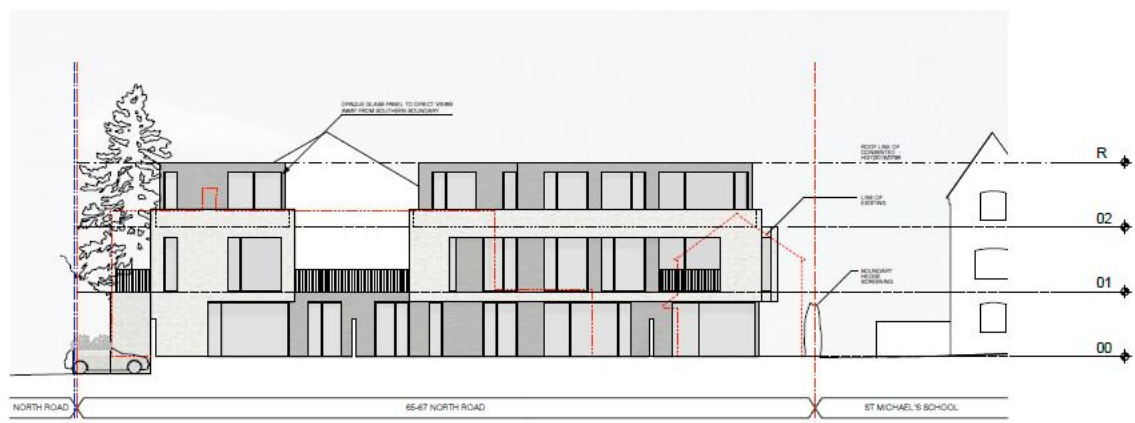 OPAQUE GLASS PANEL TO DIRECT VIEWS
AWAY FROM SOUTHERN BOUNDARY
ROOF LINE OF
CONSENTED
R
LINE OF
EXISTING
02
BOUNDARY
HEDGE
SCREENING
01
00
NORTH ROAD
65-67 NORTH ROAD
ST MICHAEL'S SCHOOL